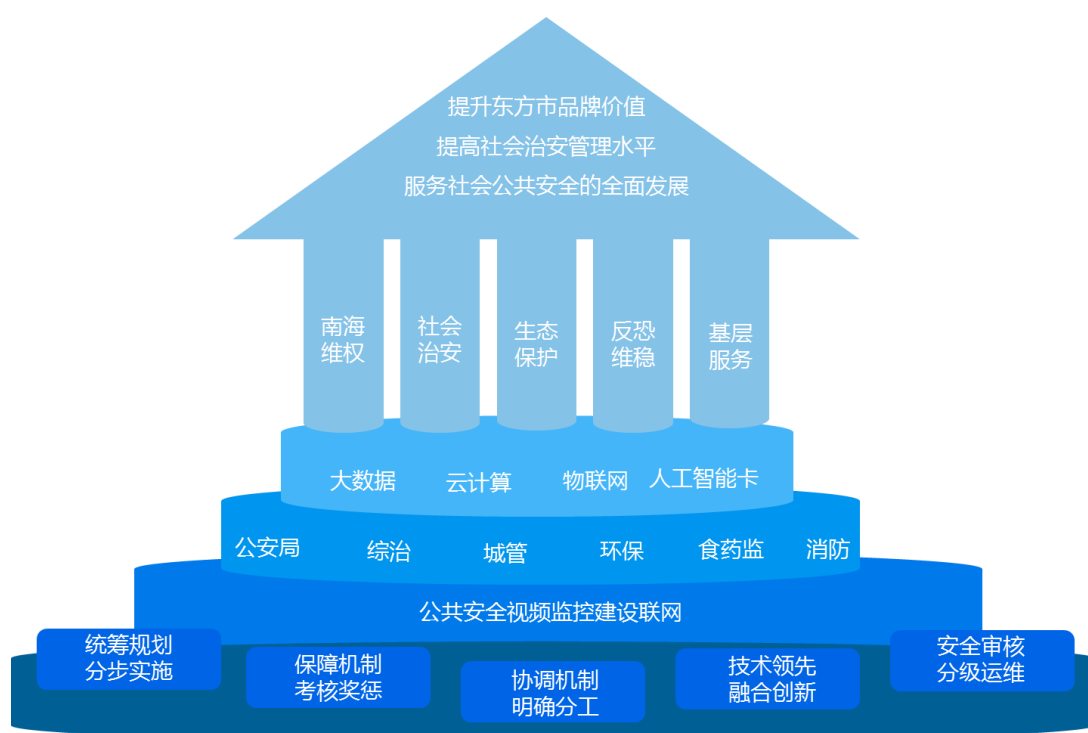 提升东方市品牌价值
提高社会治安管理水平
服务社会公共安全的全面发展
南海
维权
社会
治安
生态
保护
反恐
维稳
基层
服务
大数据
云计算
物联网
人工智能卡
公安局
综治
城管
环保
食药监
消防
公共安全视频监控建设联网
统筹规划
分步实施
保障机制
考核奖惩
协调机制
明确分工
技术领先
融合创新
安全审核
分级运维